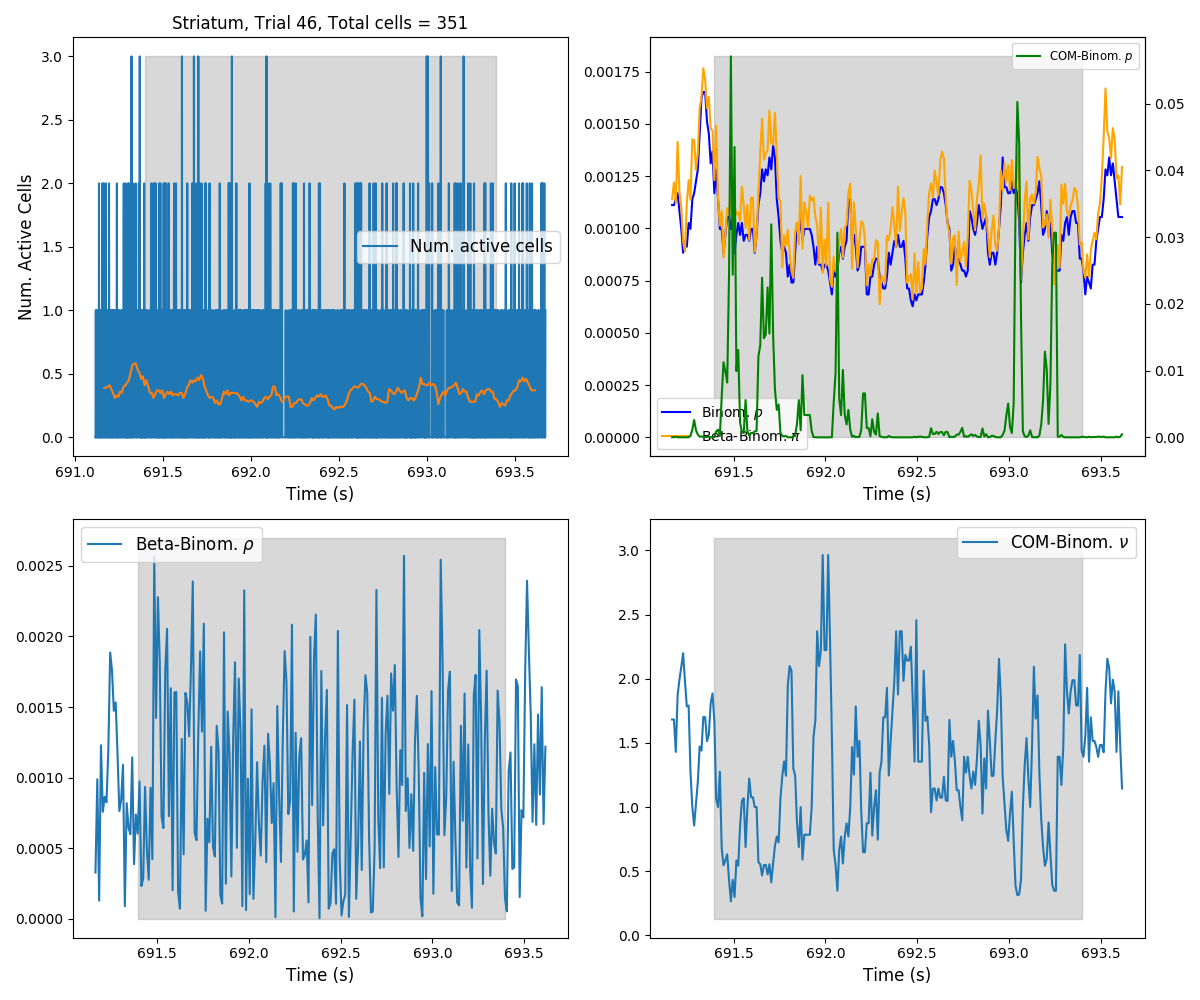 Striatum, Trial 46, Total cells = 351
Num. Active Cells
3.0
2.5
2.0
1.5
1.0
0.5
0.0
Num. active cells
691.0 691.5 692.0 692.5 693.0 693.5
Time (s)
COM-Binom. p
0.00175
0.00150
0.00125
0.00100
0.00075
0.00050
0.00025
0.00000
0.05
0.04
0.03
0.02
0.01
0.00
Binom. p
Beta-Binom. π
691.5 692.0 692.5 693.0 693.5
Time (s)
Beta-Binom. ρ
0.0025
0.0020
0.0015
0.0010
0.0005
0.0000
691.5 692.0 692.5 693.0 693.5
Time (s)
COM-Binom. ν
3.0
2.5
2.0
1.5
1.0
0.5
0.0
691.5 692.0 692.5 693.0 693.5
Time (s)